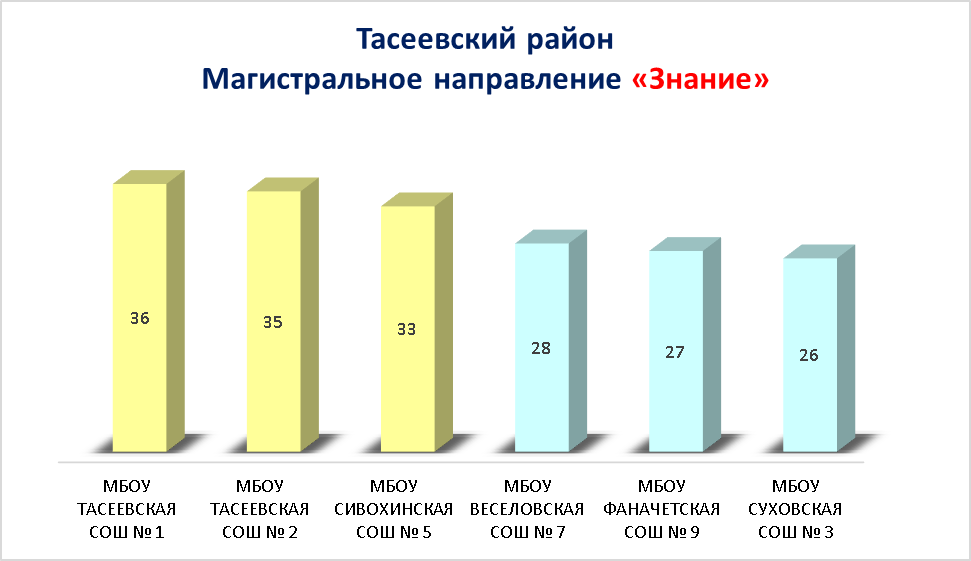 Тасеевский район
Магистральное направление «Знание»
36
35
33
28
27
26
МБОУ
ТАСЕЕВСКАЯ
СОШ № 1
МБОУ
ТАСЕЕВСКАЯ
СОШ № 2
МБОУ
СИВОХИНСКАЯ
СОШ № 5
МБОУ
ВЕСЕЛОВСКАЯ
СОШ № 7
МБОУ
ФАНАЧЕТСКАЯ
СОШ № 9
МБОУ
СУХОВСКАЯ
СОШ № 3